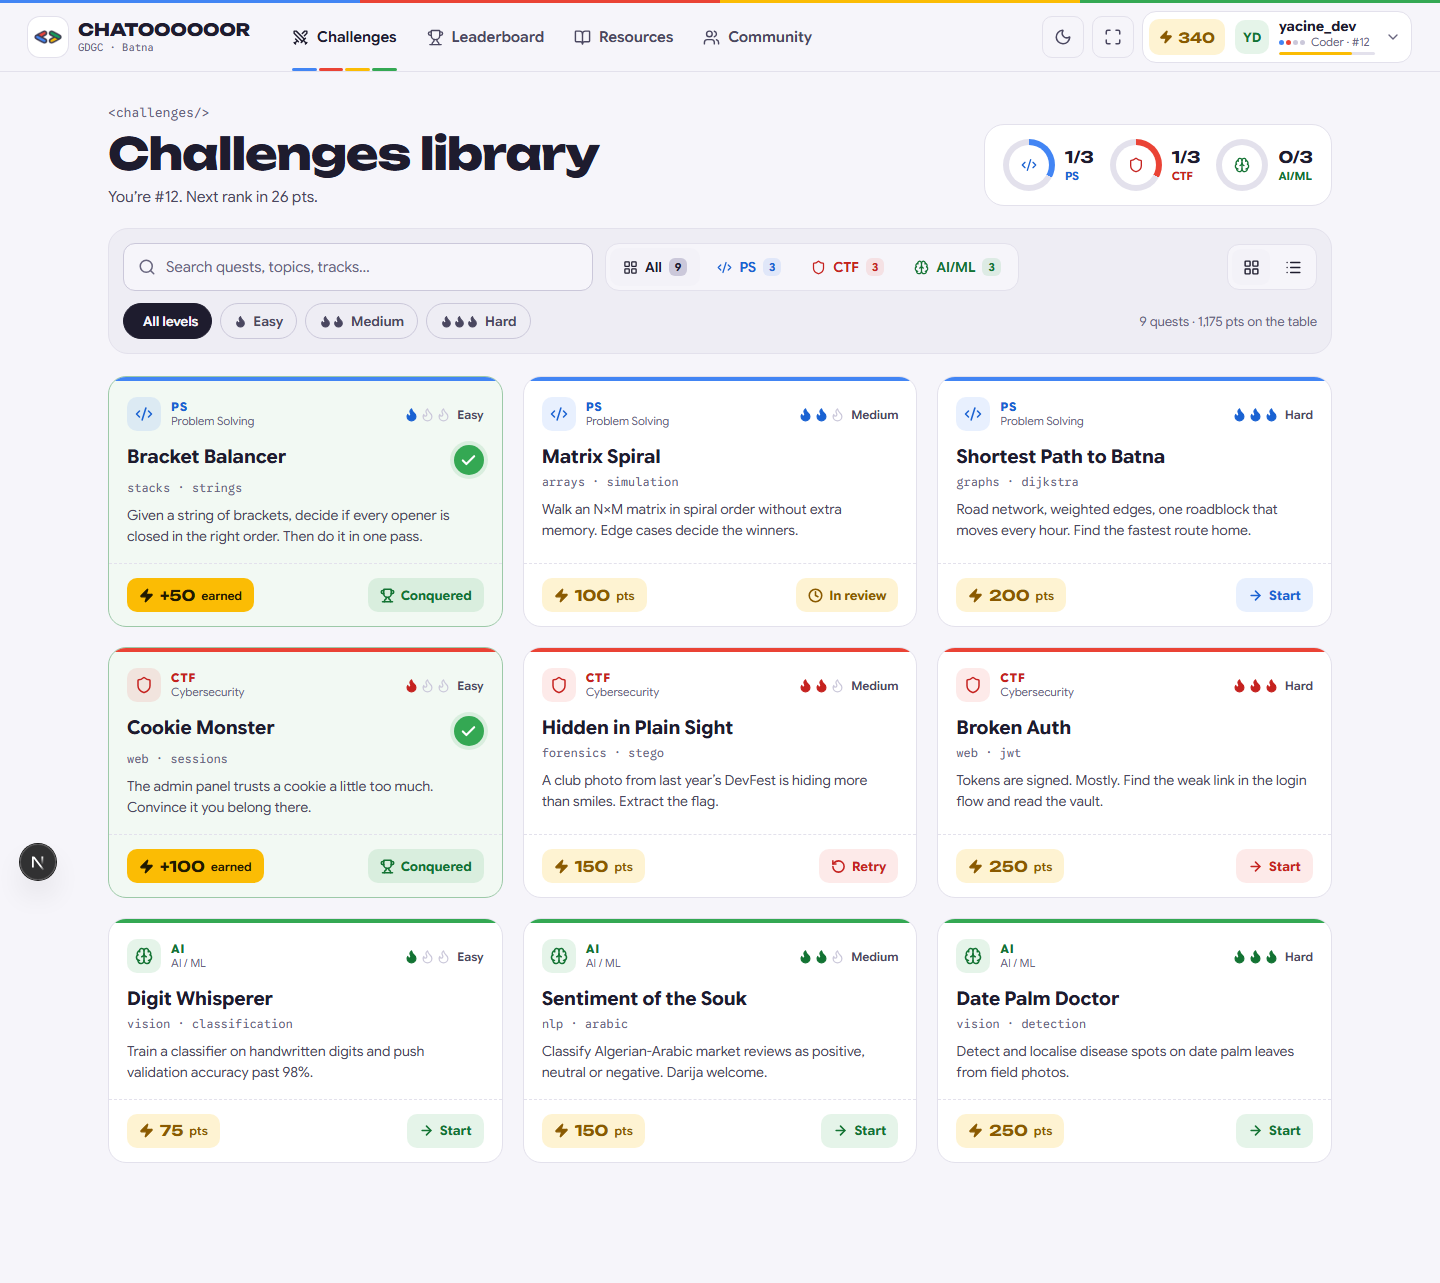 CHATOOOOOOR
GDGC · Batna
Challenges
Leaderboard
Resources
Community
340
YD
yacine_dev
Coder · #12
<challenges/>
Challenges library
You're #12. Next rank in 26 pts.
1/3
PS
1/3
CTF
0/3
AI/ML
Search quests, topics, tracks...
All 9
PS 3
CTF 3
AI/ML 3
All levels
Easy
Medium
Hard
9 quests · 1,175 pts on the table
PS
Problem Solving
Easy
Bracket Balancer
stacks · strings
Given a string of brackets, decide if every opener is
closed in the right order. Then do it in one pass.
+50 earned
Conquered
PS
Problem Solving
Medium
Matrix Spiral
arrays · simulation
Walk an N×M matrix in spiral order without extra
memory. Edge cases decide the winners.
100 pts
In review
PS
Problem Solving
Hard
Shortest Path to Batna
graphs · dijkstra
Road network, weighted edges, one roadblock that
moves every hour. Find the fastest route home.
200 pts
Start
CTF
Cybersecurity
Easy
Cookie Monster
web · sessions
The admin panel trusts a cookie a little too much.
Convince it you belong there.
+100 earned
Conquered
CTF
Cybersecurity
Medium
Hidden in Plain Sight
forensics · stego
A club photo from last year's DevFest is hiding more
than smiles. Extract the flag.
150 pts
Retry
CTF
Cybersecurity
Hard
Broken Auth
web · jwt
Tokens are signed. Mostly. Find the weak link in the login
flow and read the vault.
250 pts
Start
N
AI
AI / ML
Easy
Digit Whisperer
vision · classification
Train a classifier on handwritten digits and push
validation accuracy past 98%.
75 pts
Start
AI
AI / ML
Medium
Sentiment of the Souk
nlp · arabic
Classify Algerian-Arabic market reviews as positive,
neutral or negative. Darija welcome.
150 pts
Start
AI
AI / ML
Hard
Date Palm Doctor
vision · detection
Detect and localise disease spots on date palm leaves
from field photos.
250 pts
Start